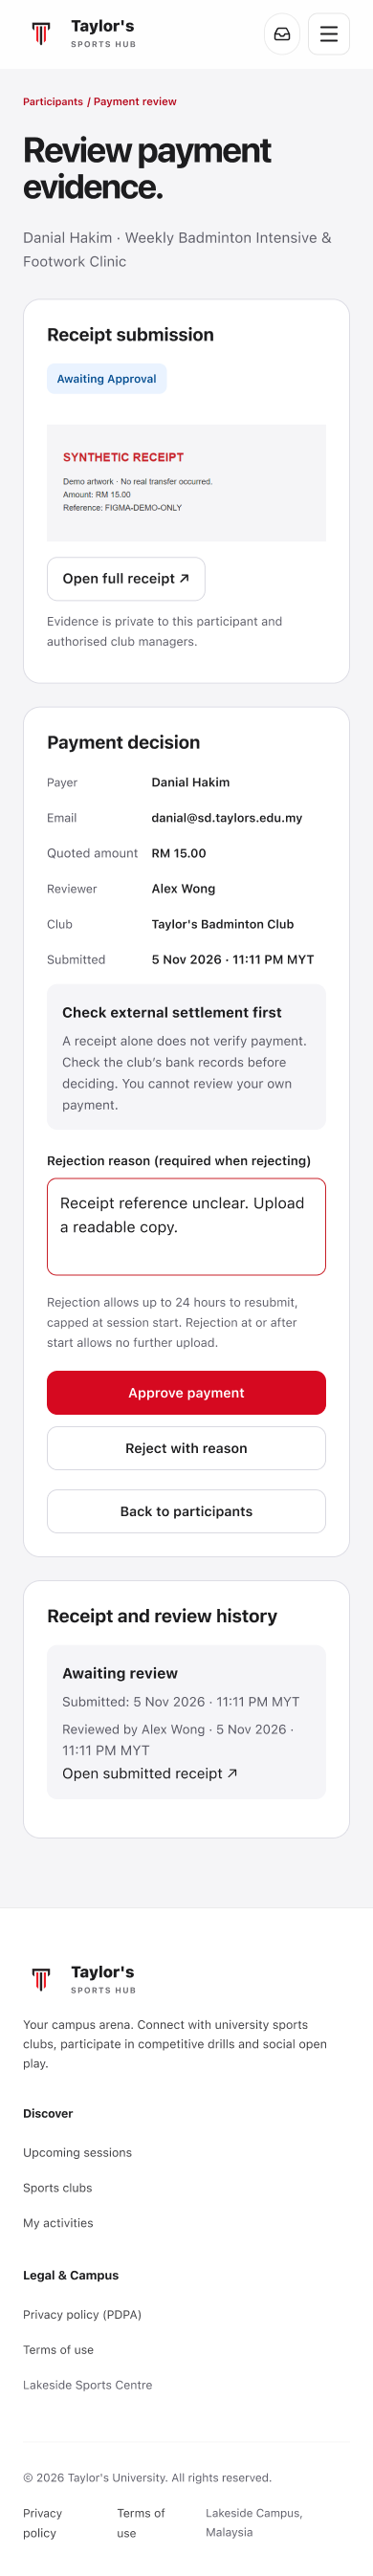 Taylor's
SPORTS HUB
Participants / Payment review
Review payment
evidence.
Danial Hakim · Weekly Badminton Intensive &
Footwork Clinic
Receipt submission
Awaiting Approval
SYNTHETIC RECEIPT
Demo artwork · No real transfer occurred.
Amount: RM 15.00
Reference: FIGMA-DEMO-ONLY
Open full receipt ↗
Evidence is private to this participant and
authorised club managers.
Payment decision
Payer Danial Hakim
Email danial@sd.taylors.edu.my
Quoted amount RM 15.00
Reviewer Alex Wong
Club Taylor's Badminton Club
Submitted 5 Nov 2026 · 11:11 PM MYT
Check external settlement first
A receipt alone does not verify payment.
Check the club's bank records before
deciding. You cannot review your own
payment.
Rejection reason (required when rejecting)
Receipt reference unclear. Upload
a readable copy.
Rejection allows up to 24 hours to resubmit,
capped at session start. Rejection at or after
start allows no further upload.
Approve payment
Reject with reason
Back to participants
Receipt and review history
Awaiting review
Submitted: 5 Nov 2026 · 11:11 PM MYT
Reviewed by Alex Wong · 5 Nov 2026 ·
11:11 PM MYT
Open submitted receipt ↗
Taylor's
SPORTS HUB
Your campus arena. Connect with university sports
clubs, participate in competitive drills and social open
play.
Discover
Upcoming sessions
Sports clubs
My activities
Legal & Campus
Privacy policy (PDPA)
Terms of use
Lakeside Sports Centre
© 2026 Taylor's University. All rights reserved.
Privacy policy
Terms of use
Lakeside Campus, Malaysia